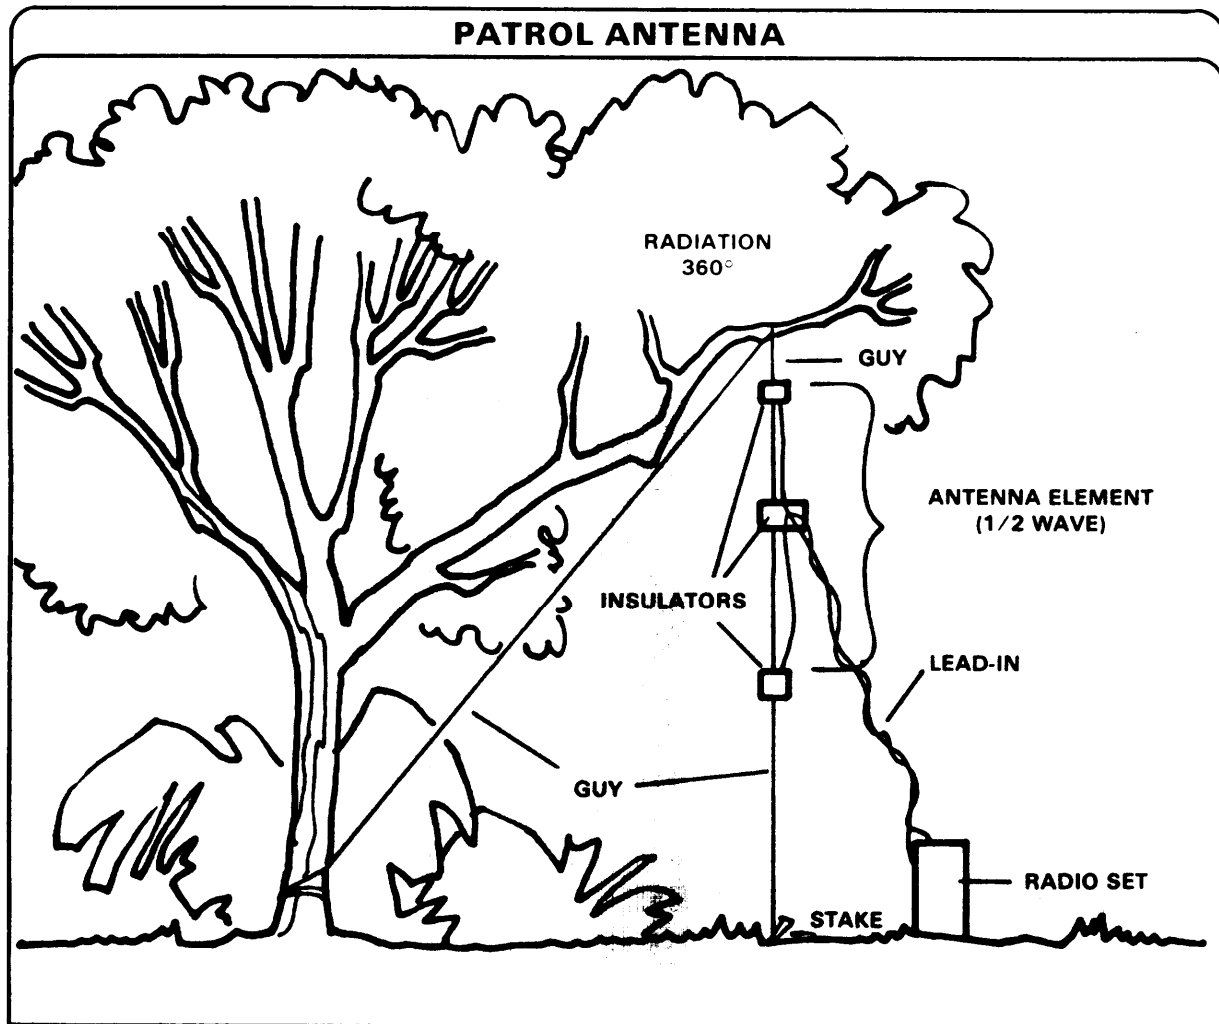 PATROL ANTENNA
RADIATION
360°
GUY
ANTENNA ELEMENT
(1/2 WAVE)
INSULATORS
LEAD-IN
GUY
RADIO SET
STAKE